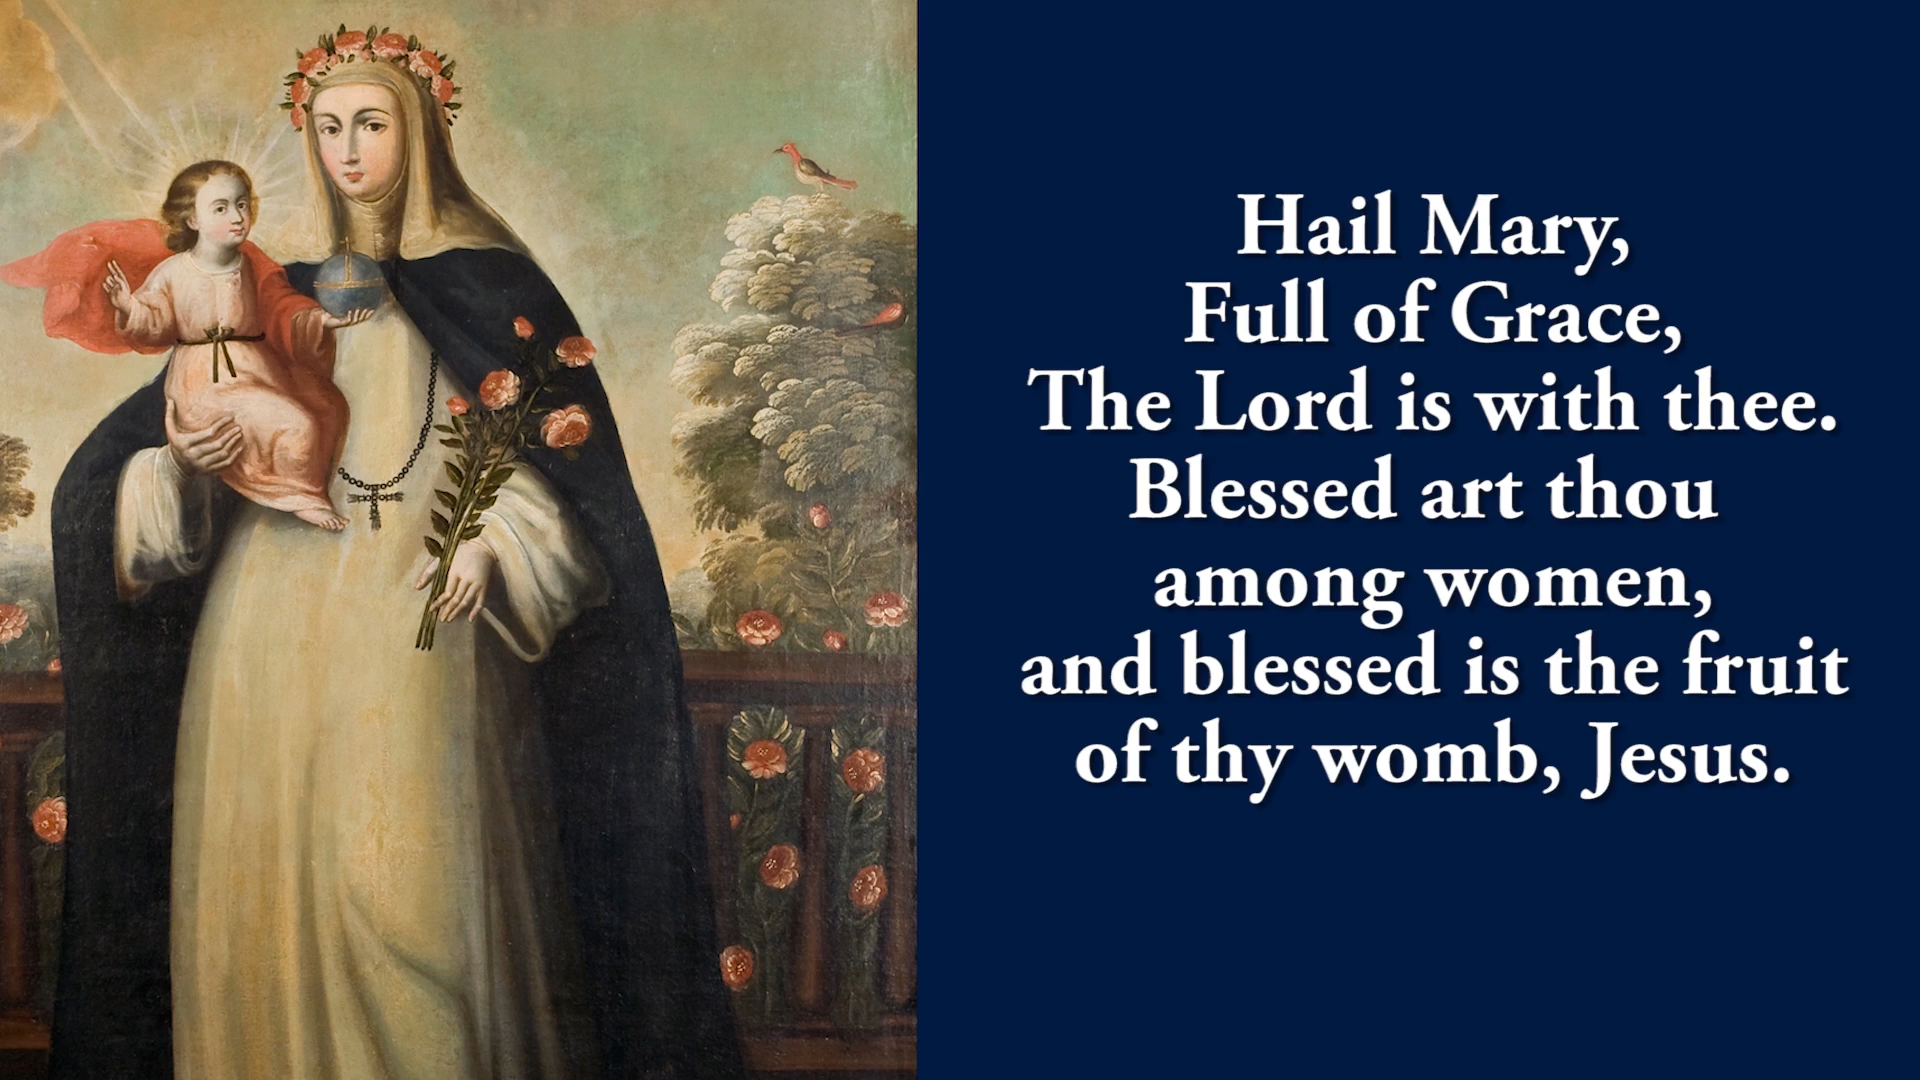 Hail Mary,
Full of Grace,
The Lord is with thee.
Blessed art thou
among women,
and blessed is the fruit
of thy womb, Jesus.